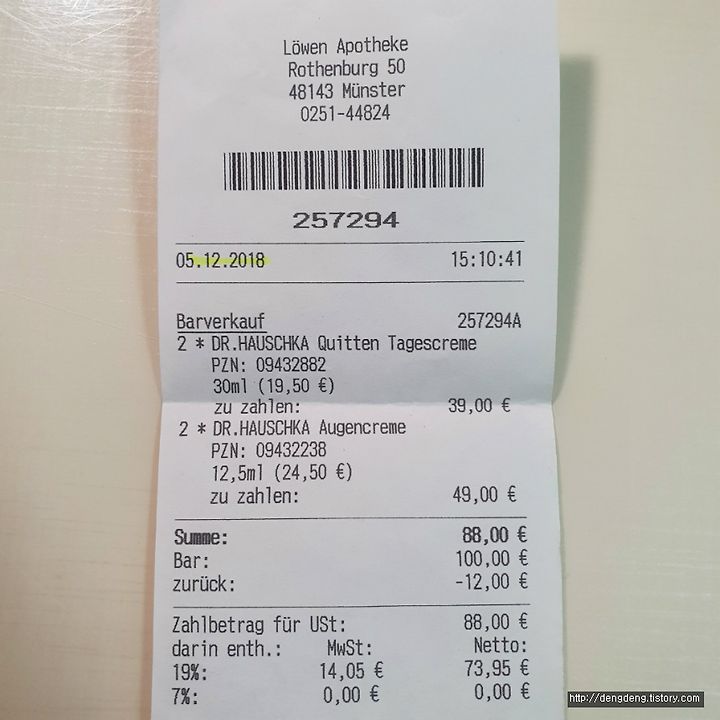 Löwen Apotheke
Rothenburg 50
48143 Münster
0251-44824
257294
05.12.2018 15:10:41
Barverkauf 257294A
2 * DR.HAUSCHKA Quitten Tagescreme
PZN: 09432882
30ml (19,50 €)
zu zahlen: 39,00 €
2 * DR.HAUSCHKA Augencreme
PZN: 09432238
12,5ml (24,50 €)
zu zahlen: 49,00 €
Summe: 88,00 €
Bar: 100,00 €
zurück: -12,00 €
Zahlbetrag für USt: 88,00 €
darin enth.: MwSt: Netto:
19%: 14,05 € 73,95 €
7%: 0,00 € 0,00 €
http://dengdeng.tistory.com